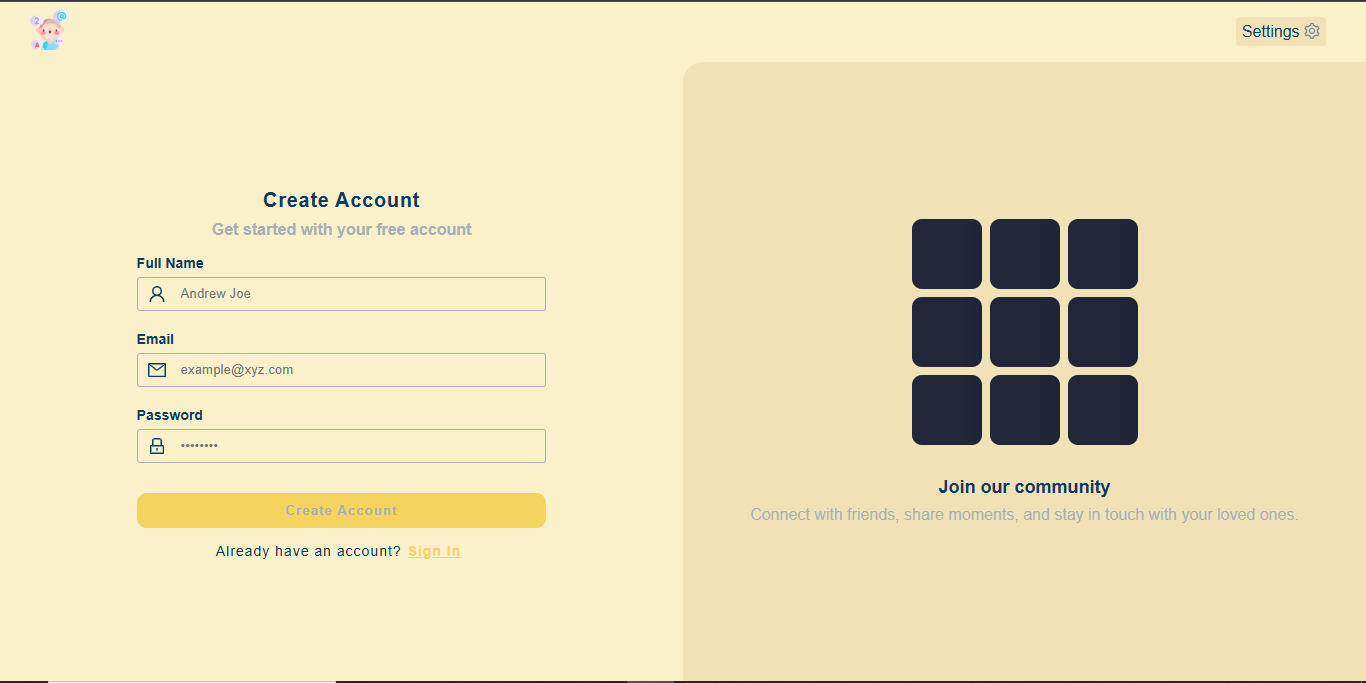 Settings
Create Account
Get started with your free account
Full Name
Andrew Joe
Email
example@xyz.com
Password
••••••••
Create Account
Already have an account? Sign In
Join our community
Connect with friends, share moments, and stay in touch with your loved ones.